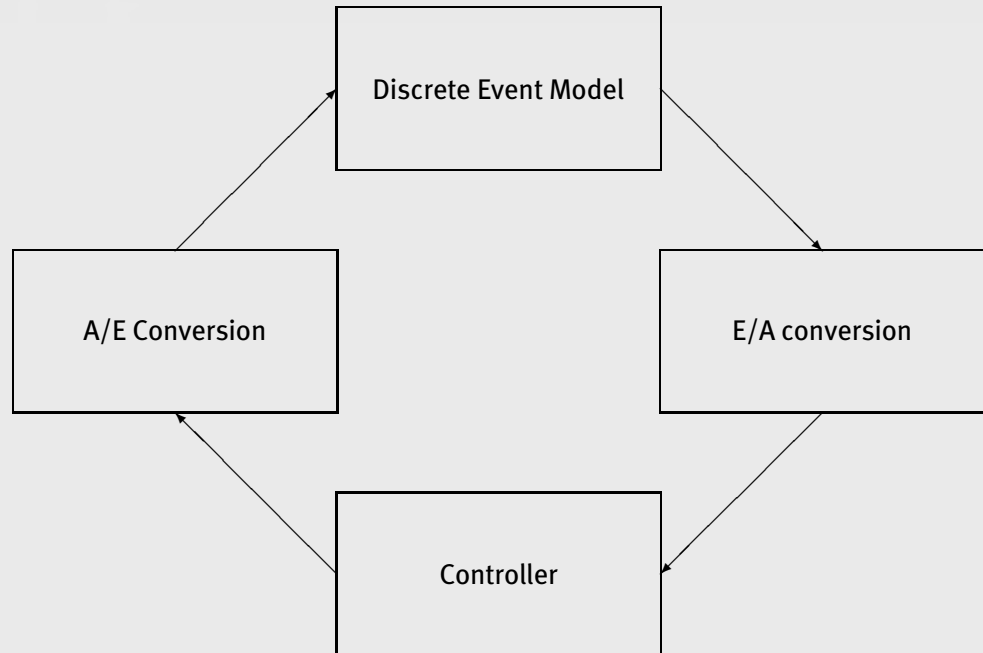 Discrete Event Model
A/E Conversion
E/A conversion
Controller